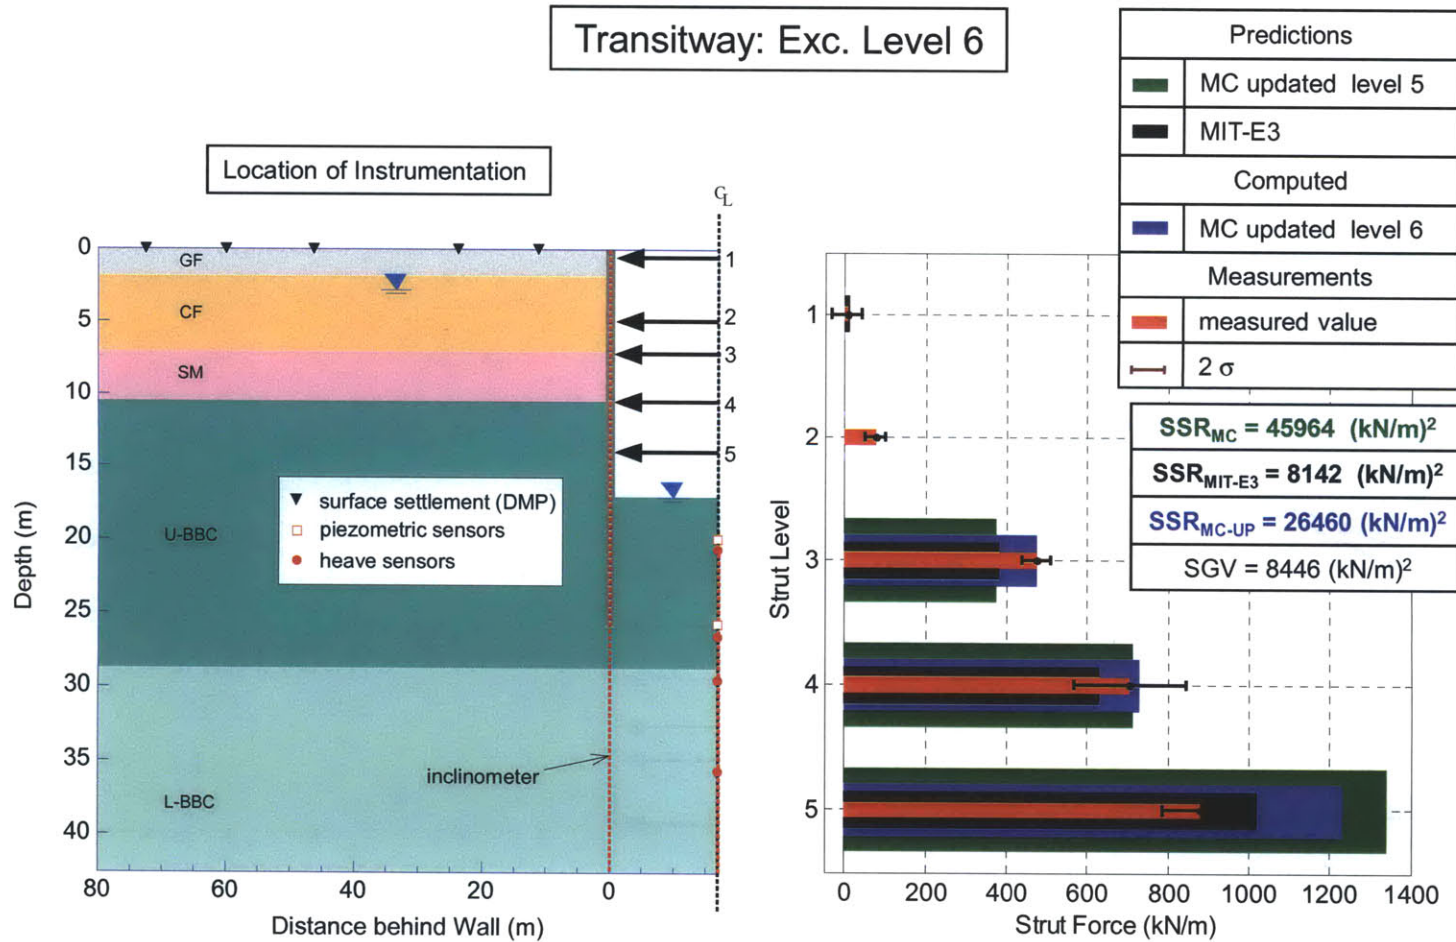 Transitway: Exc. Level 6
Predictions
MC updated level 5
MIT-E3
Computed
MC updated level 6
Measurements
measured value
2 σ
SSR_MC = 45964 (kN/m)²
SSR_MIT-E3 = 8142 (kN/m)²
SSR_MC-UP = 26460 (kN/m)²
SGV = 8446 (kN/m)²
Location of Instrumentation
CL
0
5
10
15
20
25
30
35
40
Depth (m)
GF
CF
SM
U-BBC
L-BBC
1
2
3
4
5
surface settlement (DMP)
piezometric sensors
heave sensors
inclinometer
80
60
40
20
0
Distance behind Wall (m)
1
2
3
4
5
Strut Level
0
200
400
600
800
1000
1200
1400
Strut Force (kN/m)